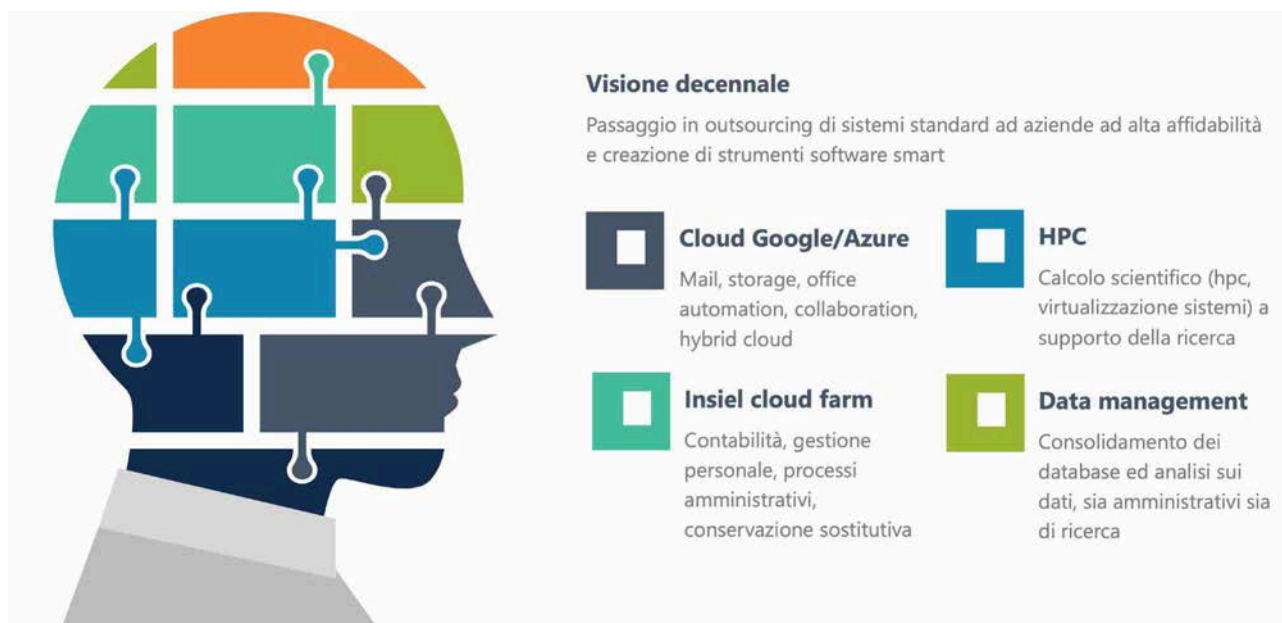 Visione decennale
Passaggio in outsourcing di sistemi standard ad aziende ad alta affidabilità
e creazione di strumenti software smart
Cloud Google/Azure
Mail, storage, office
automation, collaboration,
hybrid cloud
HPC
Calcolo scientifico (hpc,
virtualizzazione sistemi) a
supporto della ricerca
Insiel cloud farm
Contabilità, gestione
personale, processi
amministrativi,
conservazione sostitutiva
Data management
Consolidamento dei
database ed analisi sui
dati, sia amministrativi sia
di ricerca